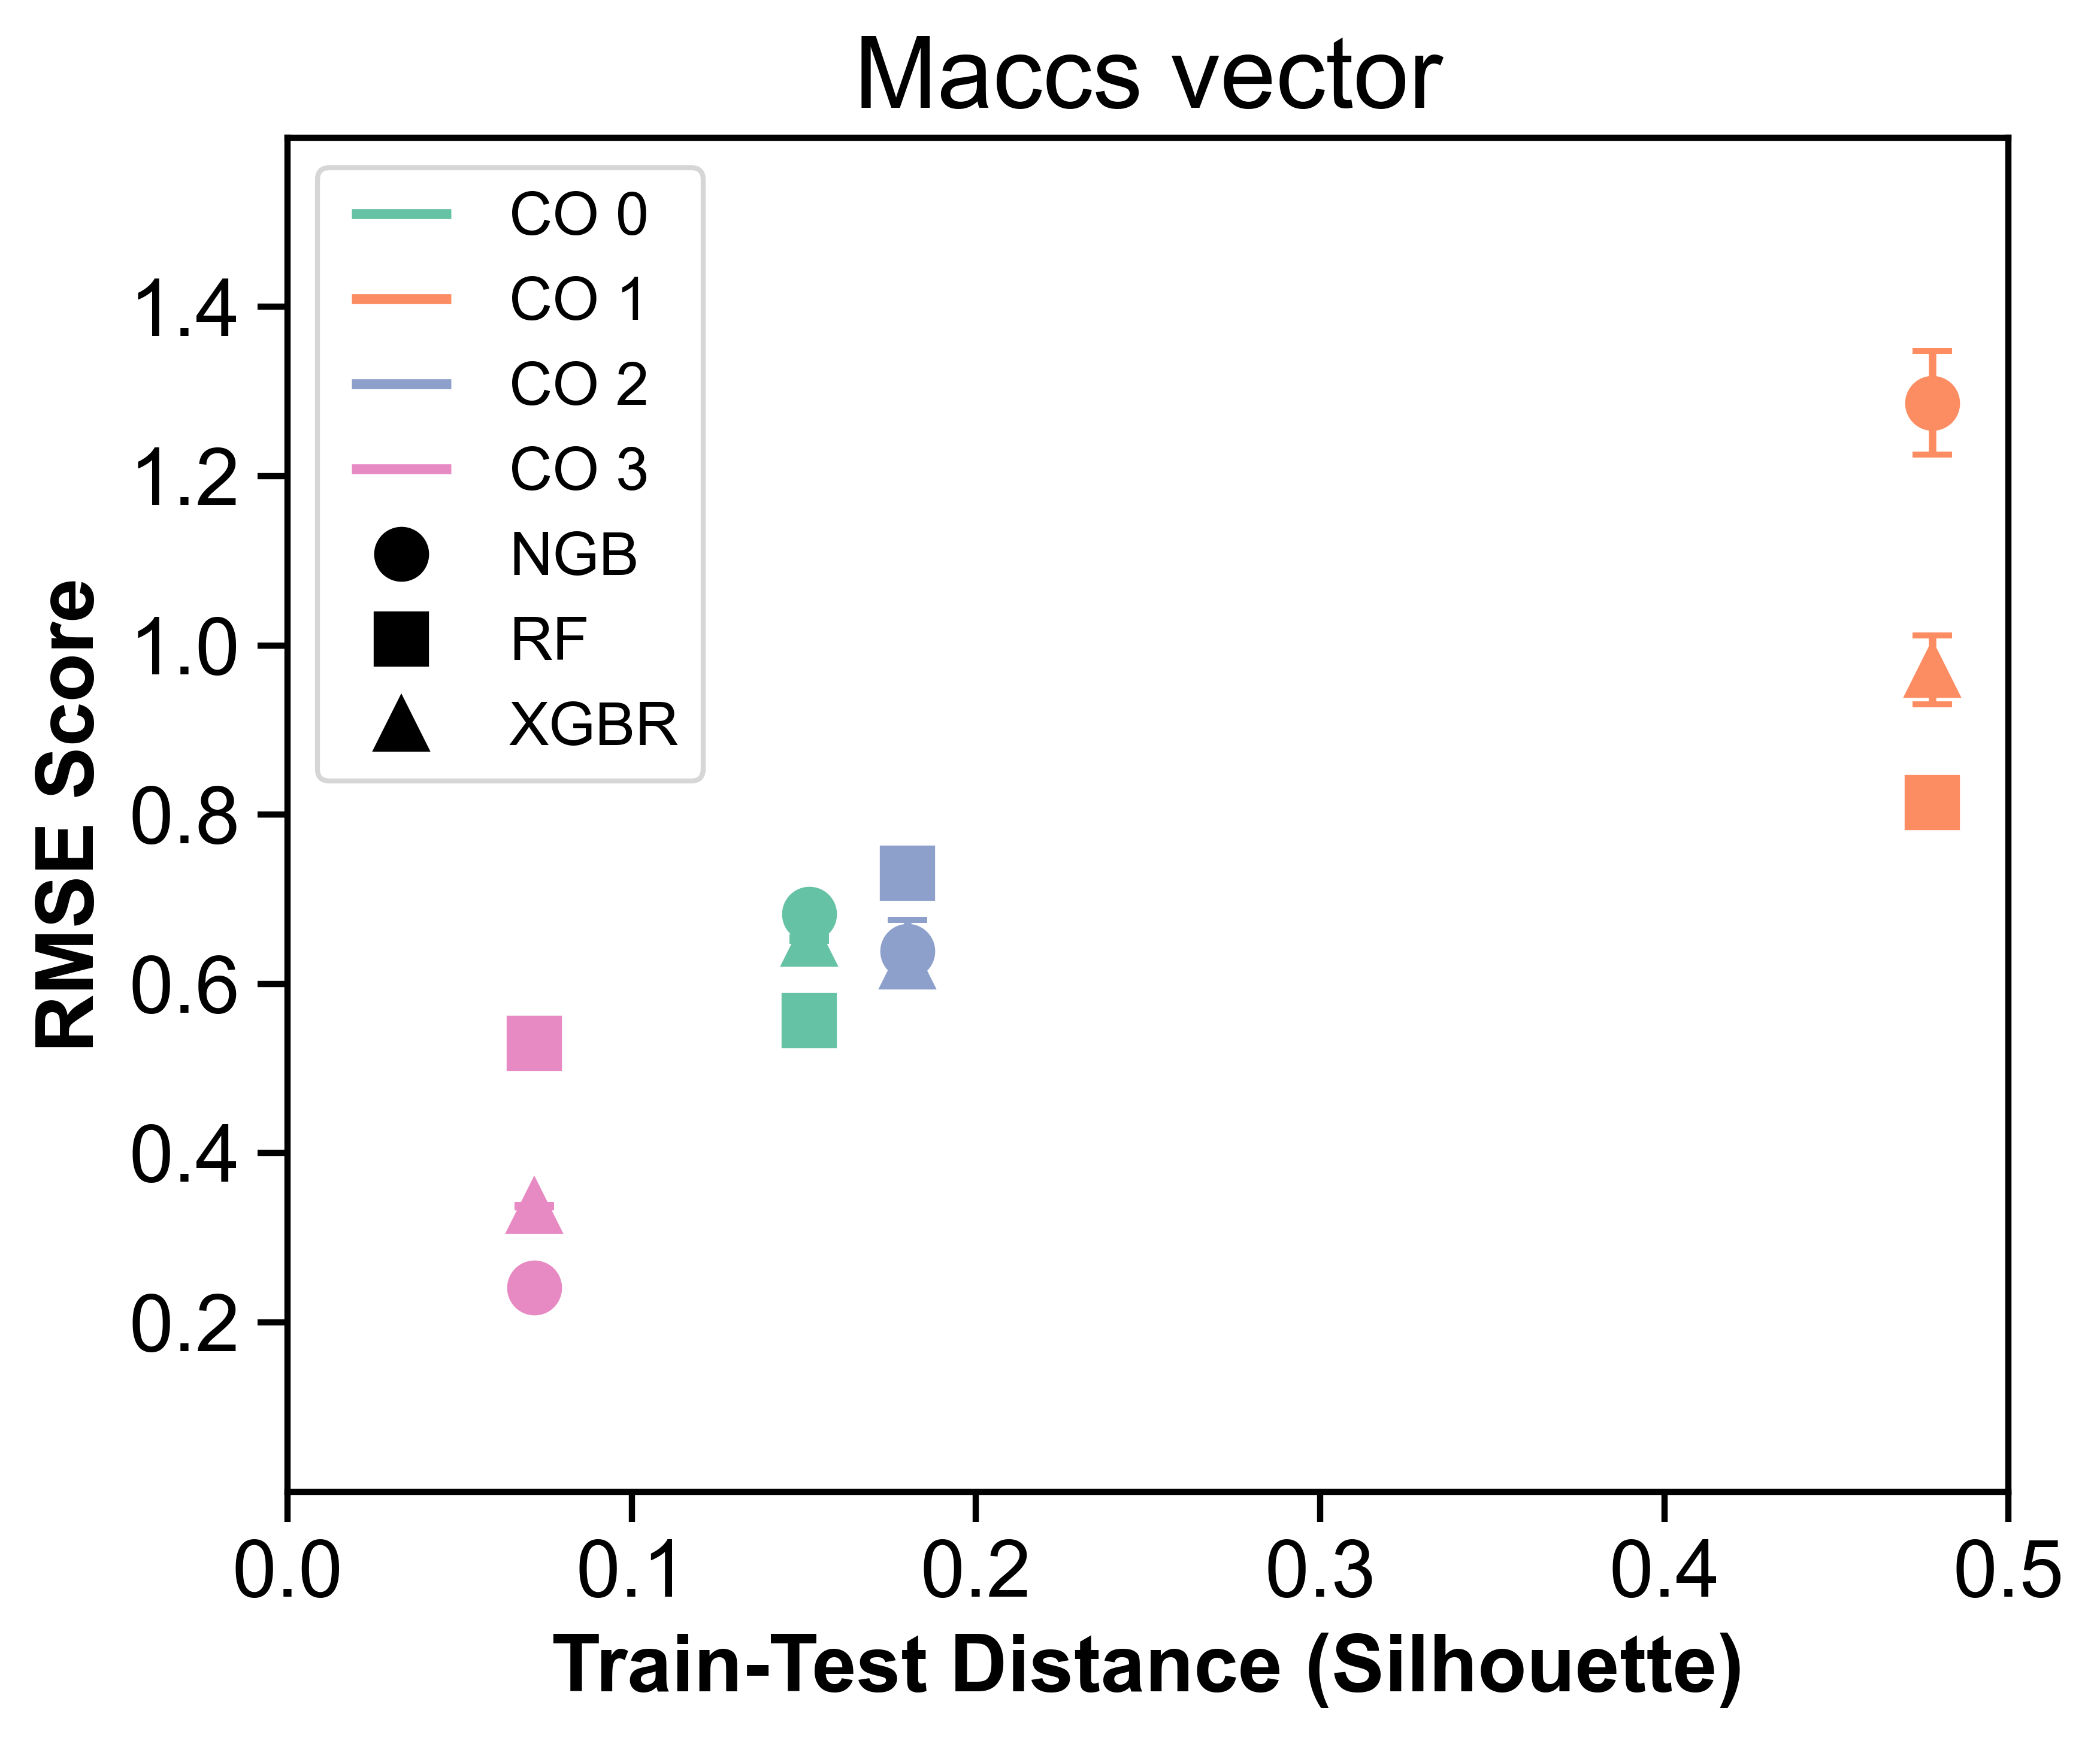 Maccs vector
CO 0
CO 1
CO 2
CO 3
NGB
RF
XGBR
RMSE Score
1.4
1.2
1.0
0.8
0.6
0.4
0.2
0.0
0.1
0.2
0.3
0.4
0.5
Train-Test Distance (Silhouette)